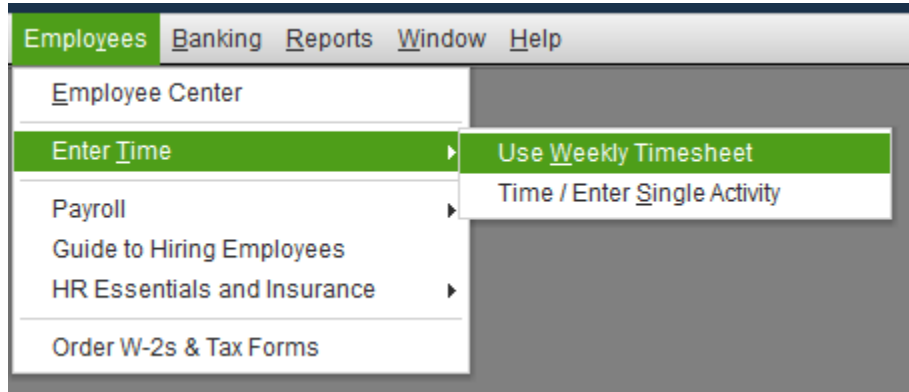 Employees Banking Reports Window Help
Employee Center
Enter Time
Use Weekly Timesheet
Time / Enter Single Activity
Payroll
Guide to Hiring Employees
HR Essentials and Insurance
Order W-2s & Tax Forms